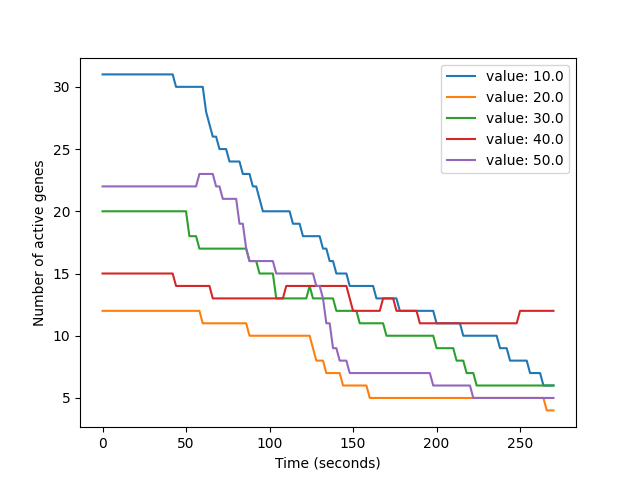 value: 10.0
value: 20.0
value: 30.0
value: 40.0
value: 50.0
Number of active genes
30
25
20
15
10
5
0 50 100 150 200 250
Time (seconds)